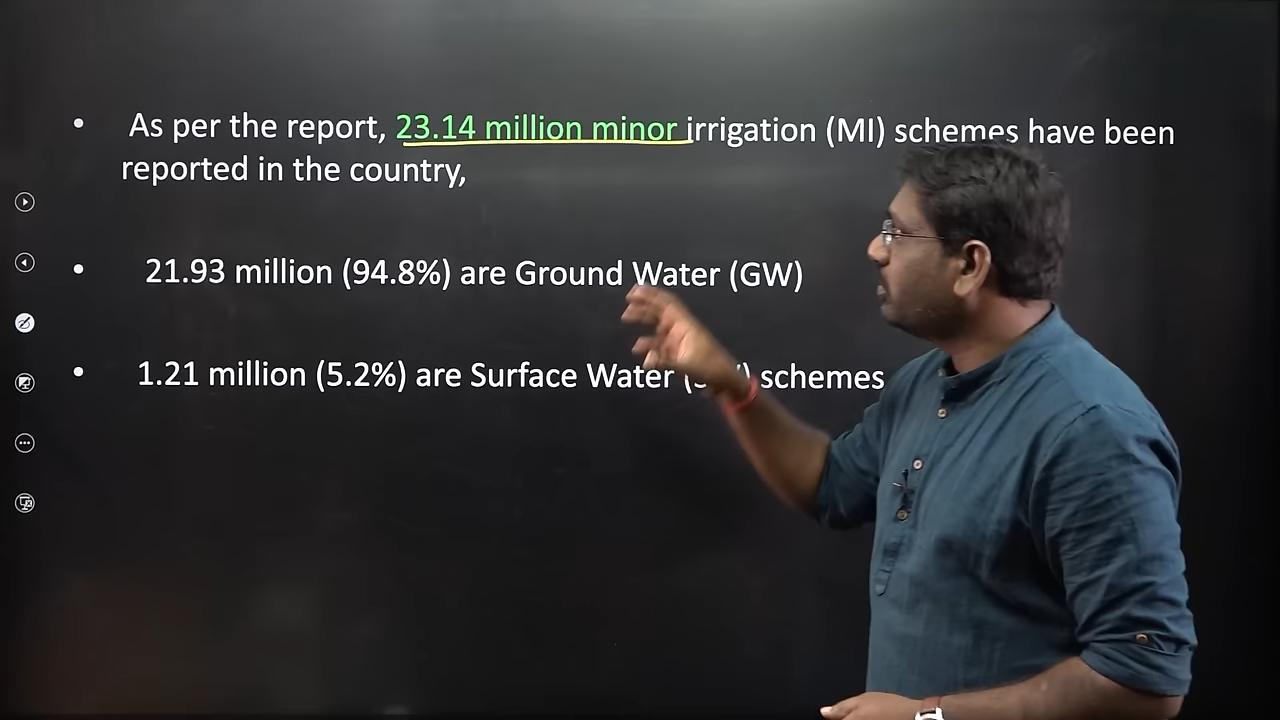 • As per the report, 23.14 million minor irrigation (MI) schemes have been
reported in the country,
• 21.93 million (94.8%) are Ground Water (GW)
• 1.21 million (5.2%) are Surface Water schemes